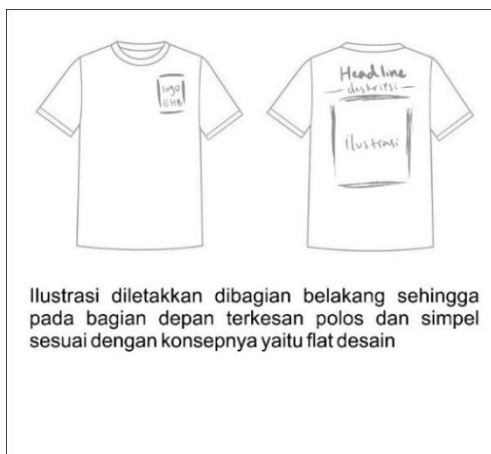 logo
EHB
Headline
deskripsi
ilustrasi
Ilustrasi diletakkan dibagian belakang sehingga
pada bagian depan terkesan polos dan simpel
sesuai dengan konsepnya yaitu flat desain